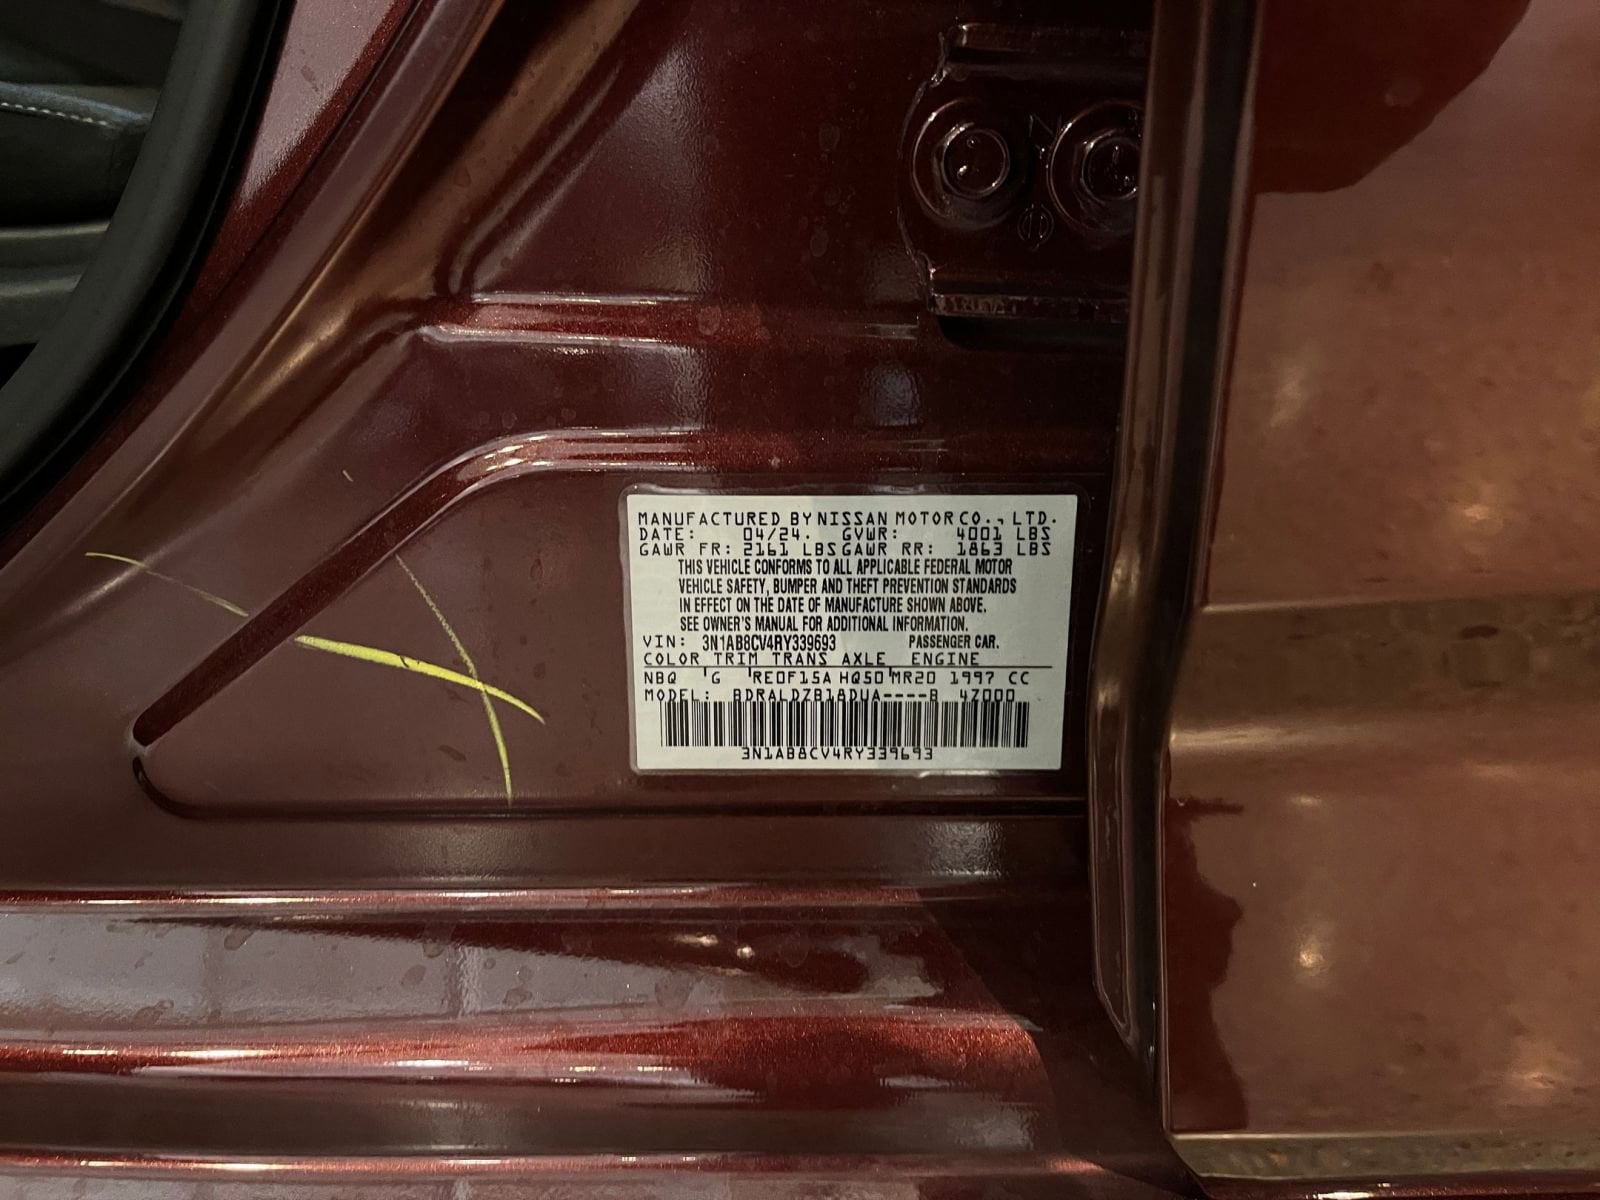 MANUFACTURED BY NISSAN MOTOR CO., LTD.
DATE: 04/24. GVWR: 4001 LBS
GAWR FR: 2161 LBS GAWR RR: 1863 LBS
THIS VEHICLE CONFORMS TO ALL APPLICABLE FEDERAL MOTOR
VEHICLE SAFETY, BUMPER AND THEFT PREVENTION STANDARDS
IN EFFECT ON THE DATE OF MANUFACTURE SHOWN ABOVE.
SEE OWNER'S MANUAL FOR ADDITIONAL INFORMATION.
VIN: 3N1AB8CV4RY339693 PASSENGER CAR.
COLOR TRIM TRANS AXLE ENGINE
NBQ 'G 'RE0F15A HQ50'MR20 1997 CC
MODEL: BDRALDZB18DUA----B 4Z000
3N1AB8CV4RY339693